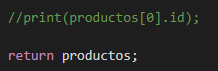 //print(productos[0].id);
return productos;